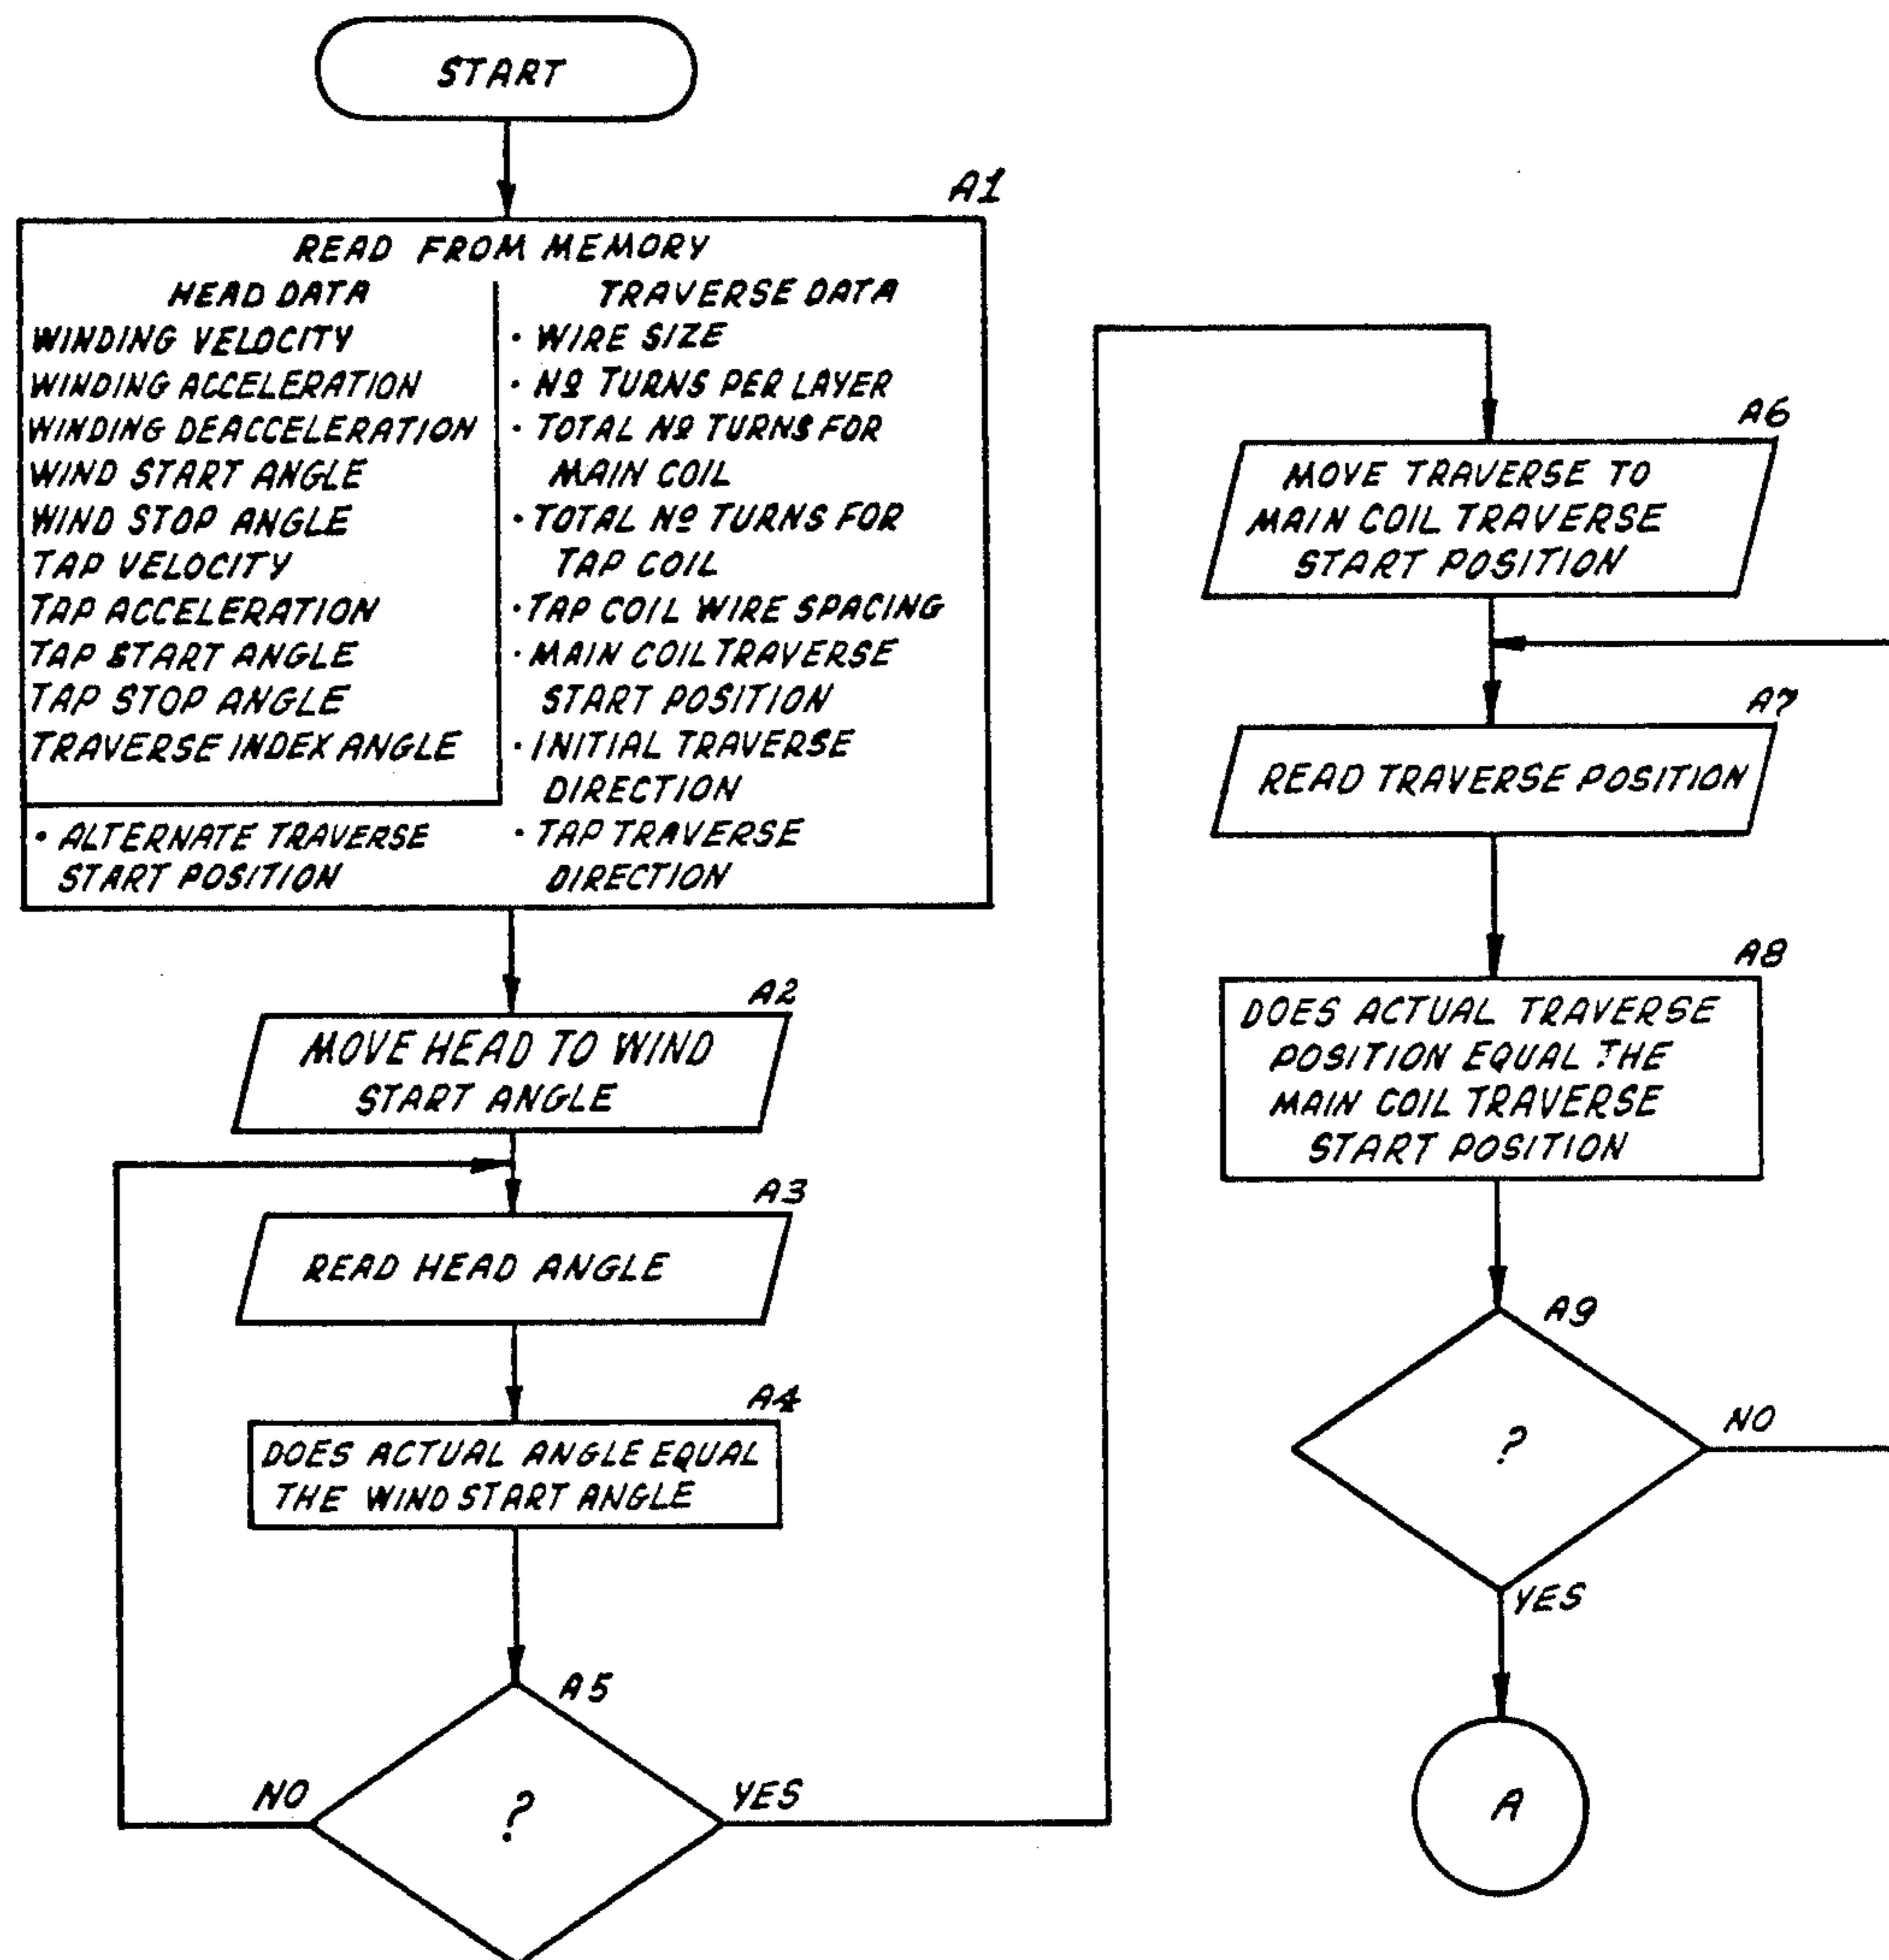 START
A1
READ FROM MEMORY
HEAD DATA
WINDING VELOCITY
WINDING ACCELERATION
WINDING DEACCELERATION
WIND START ANGLE
WIND STOP ANGLE
TAP VELOCITY
TAP ACCELERATION
TAP START ANGLE
TAP STOP ANGLE
TRAVERSE INDEX ANGLE
TRAVERSE DATA
· WIRE SIZE
· Nº TURNS PER LAYER
· TOTAL Nº TURNS FOR
MAIN COIL
· TOTAL Nº TURNS FOR
TAP COIL
· TAP COIL WIRE SPACING
· MAIN COIL TRAVERSE
START POSITION
· INITIAL TRAVERSE
DIRECTION
· TAP TRAVERSE
DIRECTION
· ALTERNATE TRAVERSE
START POSITION
A2
MOVE HEAD TO WIND
START ANGLE
A3
READ HEAD ANGLE
A4
DOES ACTUAL ANGLE EQUAL
THE WIND START ANGLE
A5
?
NO
YES
A6
MOVE TRAVERSE TO
MAIN COIL TRAVERSE
START POSITION
A7
READ TRAVERSE POSITION
A8
DOES ACTUAL TRAVERSE
POSITION EQUAL THE
MAIN COIL TRAVERSE
START POSITION
A9
?
NO
YES
A